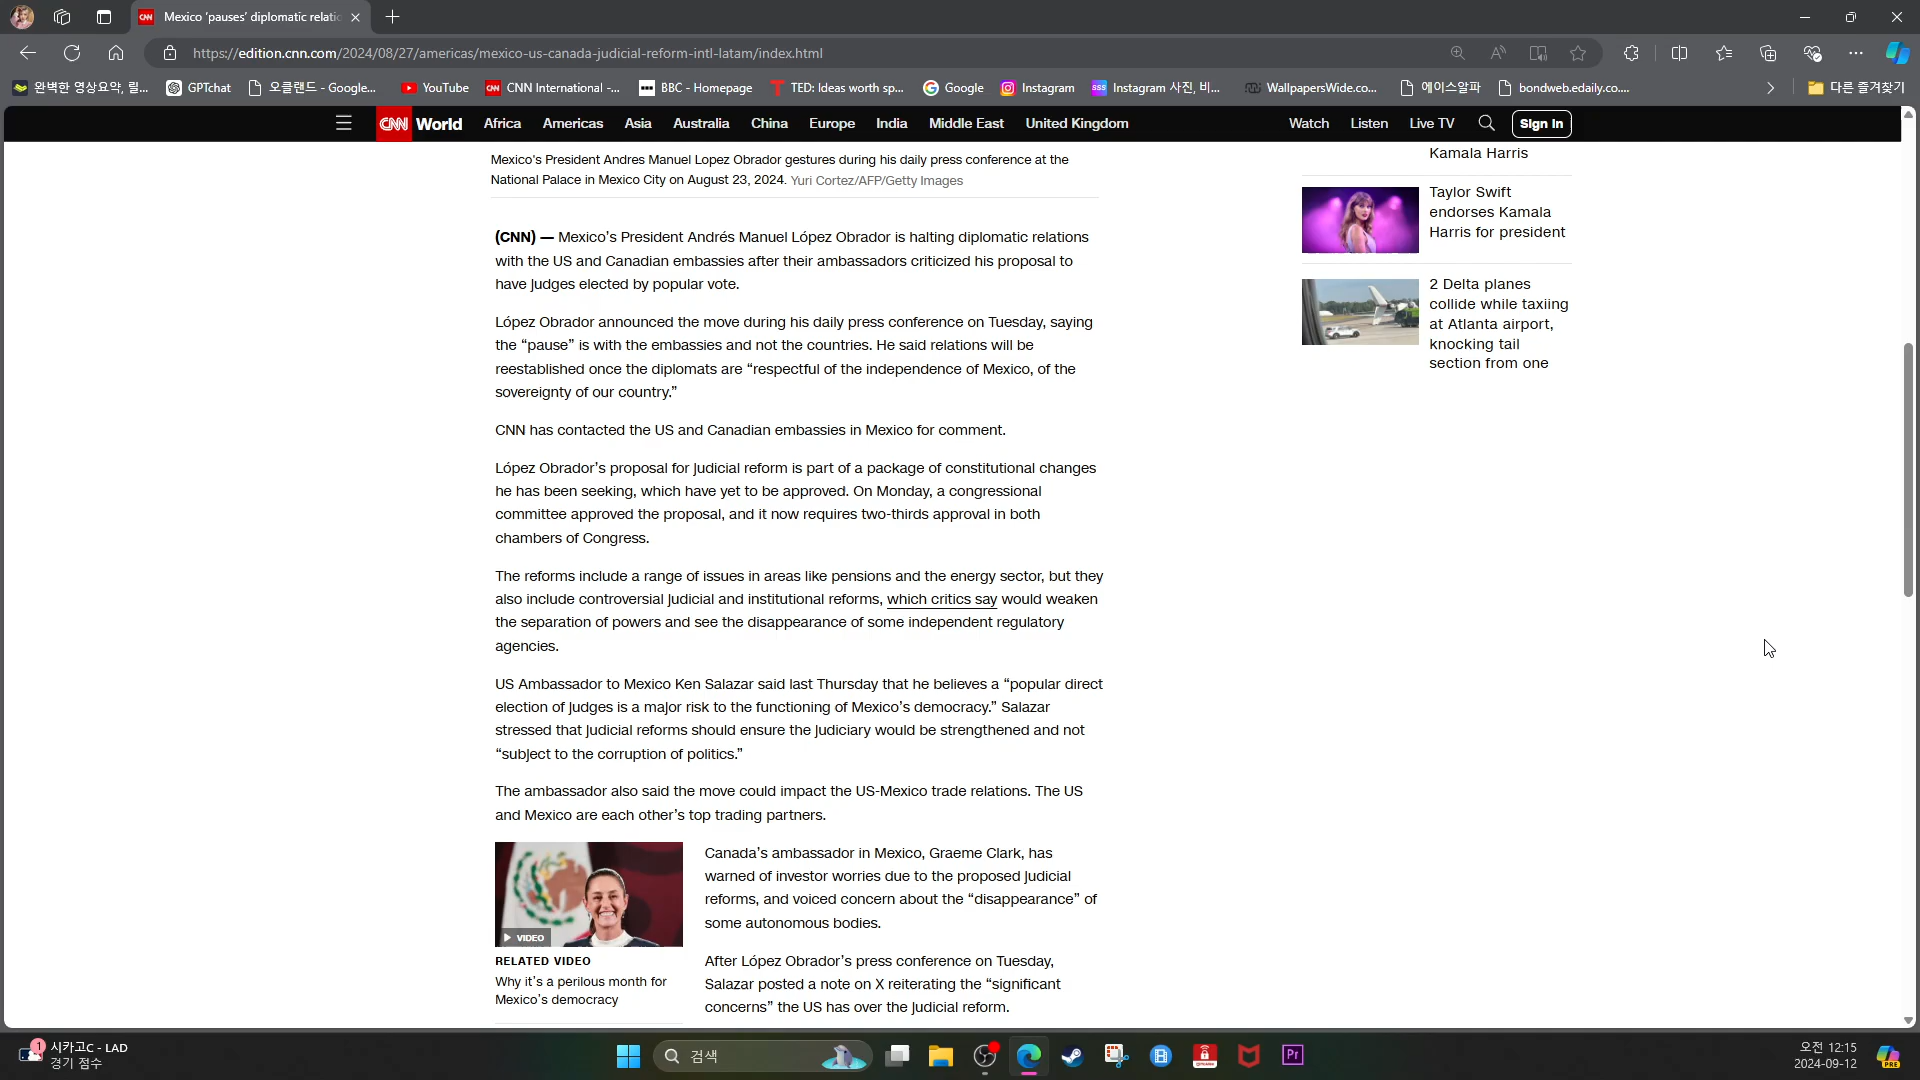 Mexico 'pauses' diplomatic relatio
https://edition.cnn.com/2024/08/27/americas/mexico-us-canada-judicial-reform-intl-latam/index.html
완벽한 영상요약, 릴...
GPTchat
오클랜드 - Google...
YouTube
CNN International -...
BBC - Homepage
TED: Ideas worth sp...
Google
Instagram
Instagram 사진, 비...
WallpapersWide.co...
에이스알파
bondweb.edaily.co....
다른 즐겨찾기
CNN World Africa Americas Asia Australia China Europe India Middle East United Kingdom Watch Listen Live TV Sign in
Mexico's President Andres Manuel Lopez Obrador gestures during his daily press conference at the
National Palace in Mexico City on August 23, 2024. Yuri Cortez/AFP/Getty Images
(CNN) — Mexico's President Andrés Manuel López Obrador is halting diplomatic relations
with the US and Canadian embassies after their ambassadors criticized his proposal to
have judges elected by popular vote.
López Obrador announced the move during his daily press conference on Tuesday, saying
the “pause” is with the embassies and not the countries. He said relations will be
reestablished once the diplomats are “respectful of the independence of Mexico, of the
sovereignty of our country.”
CNN has contacted the US and Canadian embassies in Mexico for comment.
López Obrador's proposal for judicial reform is part of a package of constitutional changes
he has been seeking, which have yet to be approved. On Monday, a congressional
committee approved the proposal, and it now requires two-thirds approval in both
chambers of Congress.
The reforms include a range of issues in areas like pensions and the energy sector, but they
also include controversial judicial and institutional reforms, which critics say would weaken
the separation of powers and see the disappearance of some independent regulatory
agencies.
US Ambassador to Mexico Ken Salazar said last Thursday that he believes a “popular direct
election of judges is a major risk to the functioning of Mexico's democracy.” Salazar
stressed that judicial reforms should ensure the judiciary would be strengthened and not
“subject to the corruption of politics.”
The ambassador also said the move could impact the US-Mexico trade relations. The US
and Mexico are each other's top trading partners.
VIDEO
RELATED VIDEO
Why it's a perilous month for
Mexico's democracy
Canada's ambassador in Mexico, Graeme Clark, has
warned of investor worries due to the proposed judicial
reforms, and voiced concern about the “disappearance” of
some autonomous bodies.
After López Obrador's press conference on Tuesday,
Salazar posted a note on X reiterating the “significant
concerns” the US has over the judicial reform.
Kamala Harris
Taylor Swift
endorses Kamala
Harris for president
2 Delta planes
collide while taxiing
at Atlanta airport,
knocking tail
section from one
1
시카고C - LAD
경기 점수
검색
Pr
오전 12:15
2024-09-12
PRE